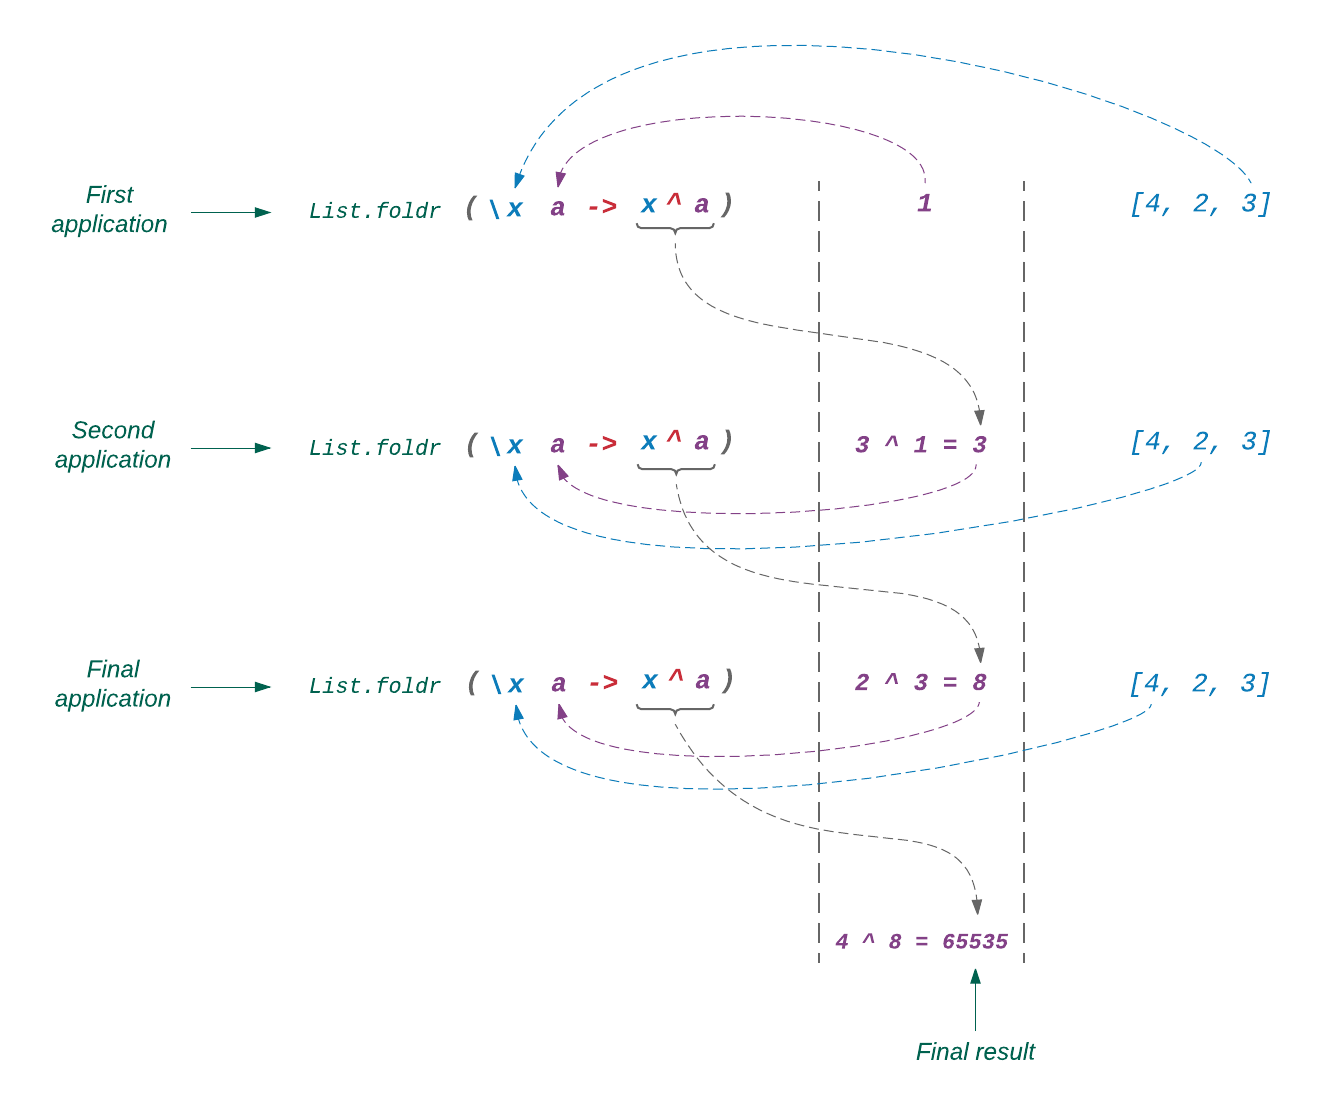 First
application
List.foldr (\x a -> x ^ a) 1 [4, 2, 3]
Second
application
List.foldr (\x a -> x ^ a) 3 ^ 1 = 3 [4, 2, 3]
Final
application
List.foldr (\x a -> x ^ a) 2 ^ 3 = 8 [4, 2, 3]
4 ^ 8 = 65535
Final result